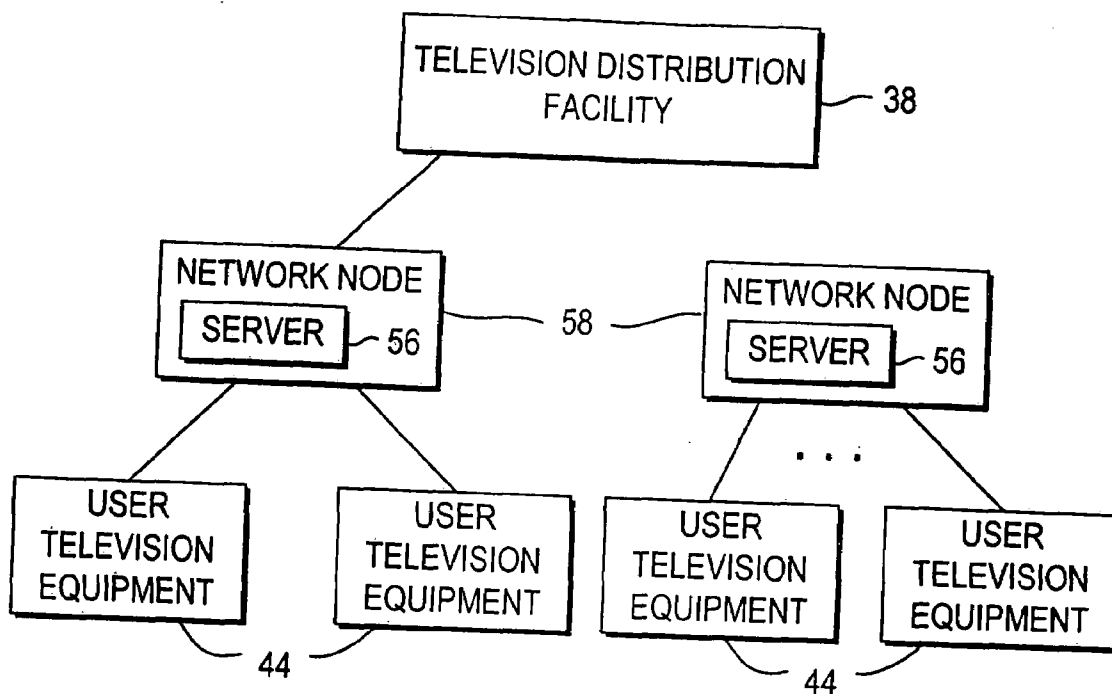 TELEVISION DISTRIBUTION
FACILITY
38
NETWORK NODE
SERVER
56
58
NETWORK NODE
SERVER
56
USER
TELEVISION
EQUIPMENT
USER
TELEVISION
EQUIPMENT
44
USER
TELEVISION
EQUIPMENT
USER
TELEVISION
EQUIPMENT
44
. . .